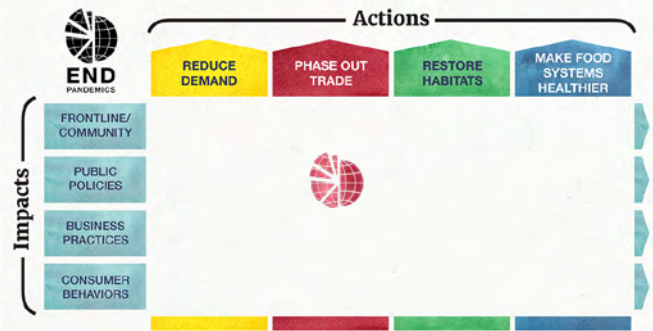 Actions
END
PANDEMICS
REDUCE
DEMAND
PHASE OUT
TRADE
RESTORE
HABITATS
MAKE FOOD
SYSTEMS
HEALTHIER
Impacts
FRONTLINE/
COMMUNITY
PUBLIC
POLICIES
BUSINESS
PRACTICES
CONSUMER
BEHAVIORS